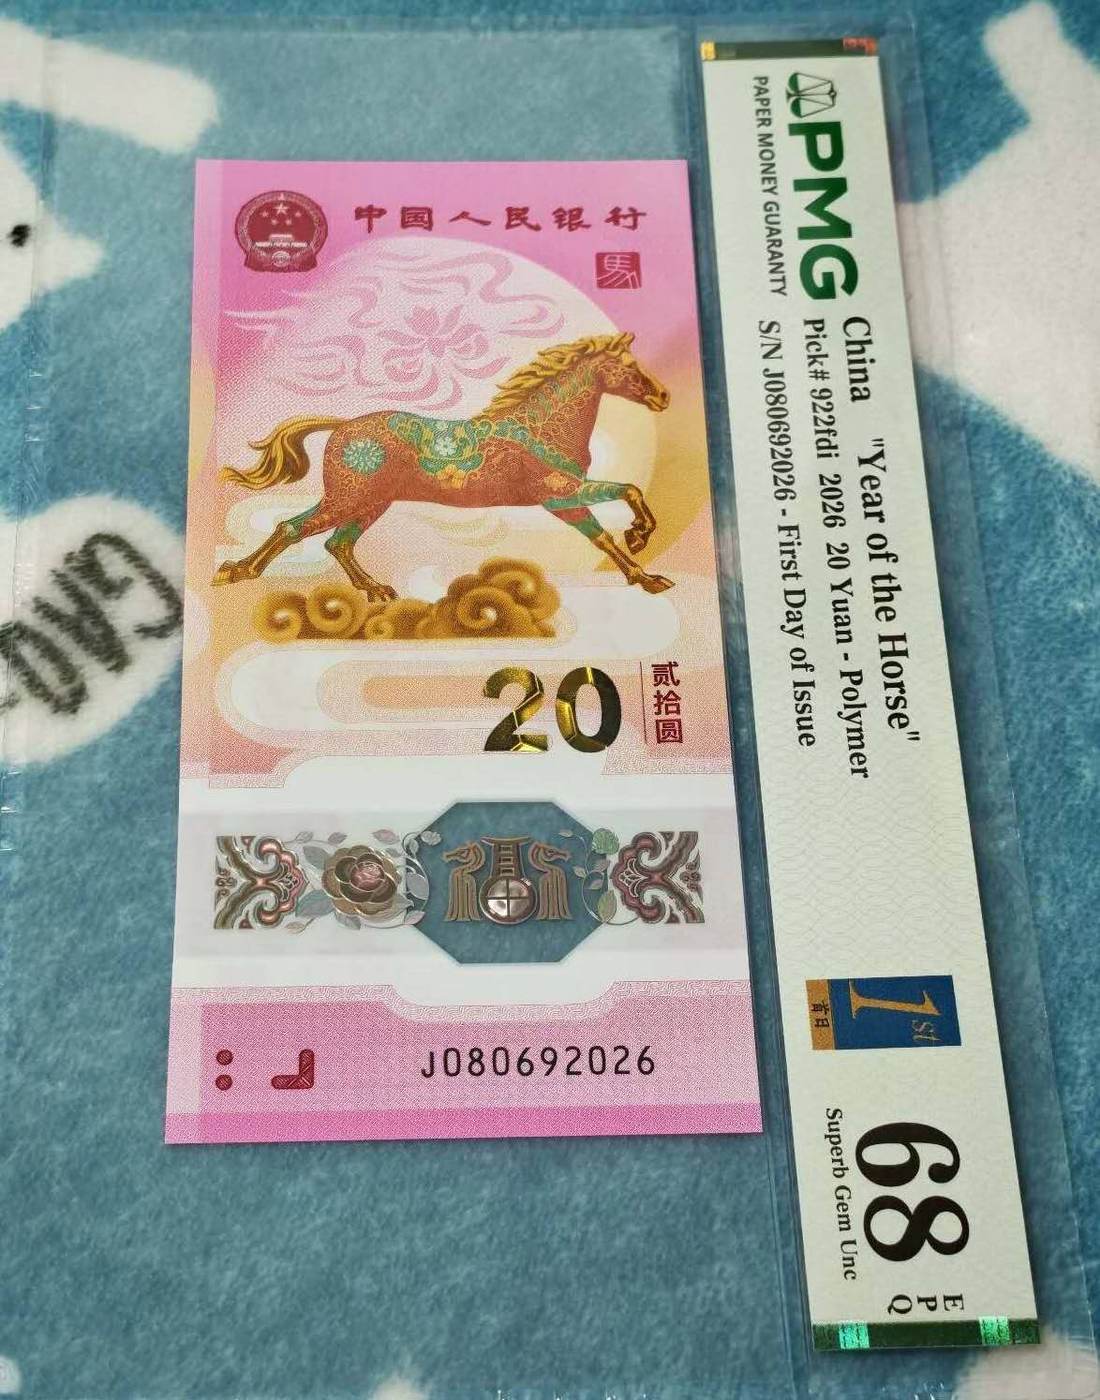 中国人民银行
馬
20
贰拾圆
J080692026
PMG
PAPER MONEY GUARANTY
China "Year of the Horse"
Pick# 922fdi 2026 20 Yuan - Polymer
S/N J080692026 - First Day of Issue
1st
首日
68
EPQ
Superb Gem Unc